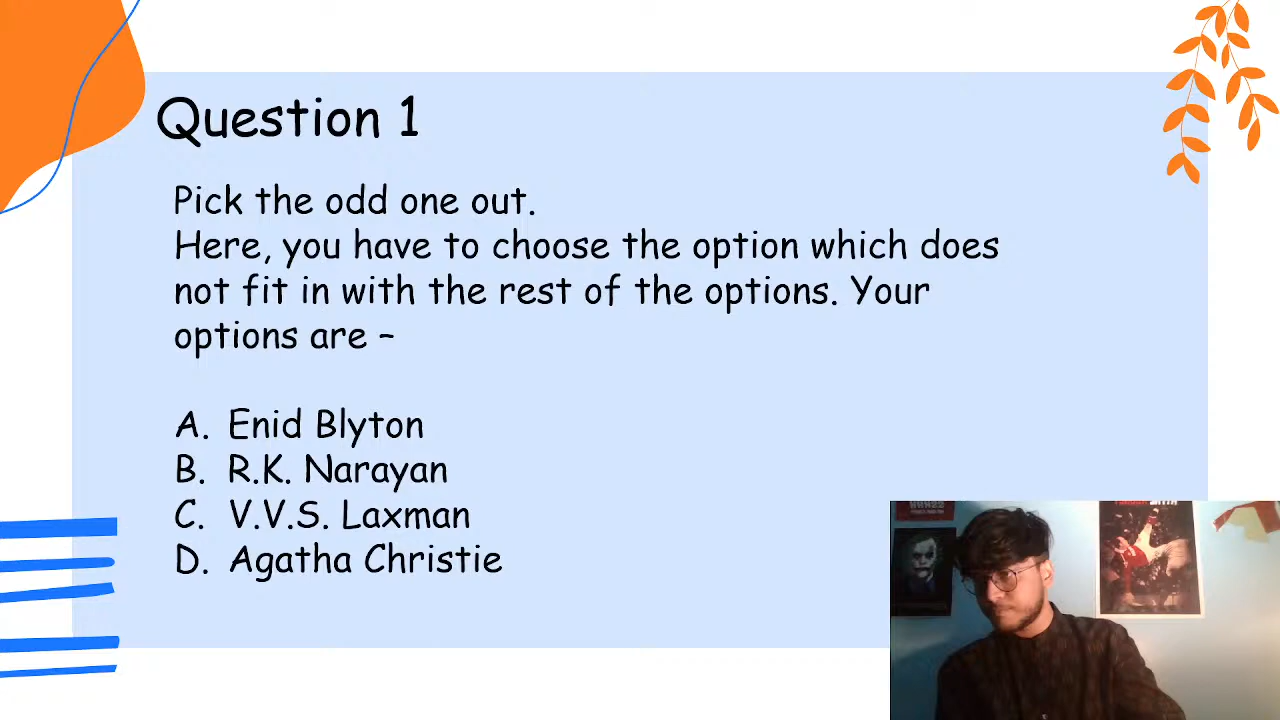 Question 1
Pick the odd one out.
Here, you have to choose the option which does
not fit in with the rest of the options. Your
options are –
A. Enid Blyton
B. R.K. Narayan
C. V.V.S. Laxman
D. Agatha Christie